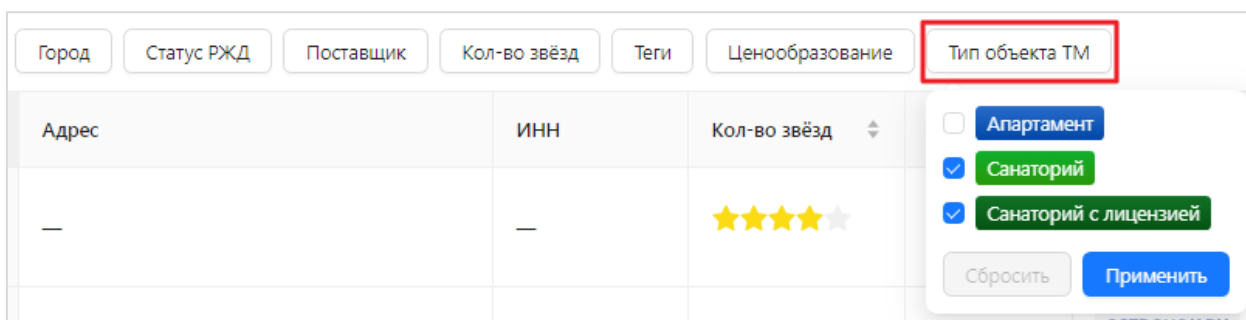 Город Статус РЖД Поставщик Кол-во звёзд Теги Ценообразование Тип объекта ТМ
Адрес ИНН Кол-во звёзд
Апартамент
Санаторий
Санаторий с лицензией
— —
Сбросить Применить